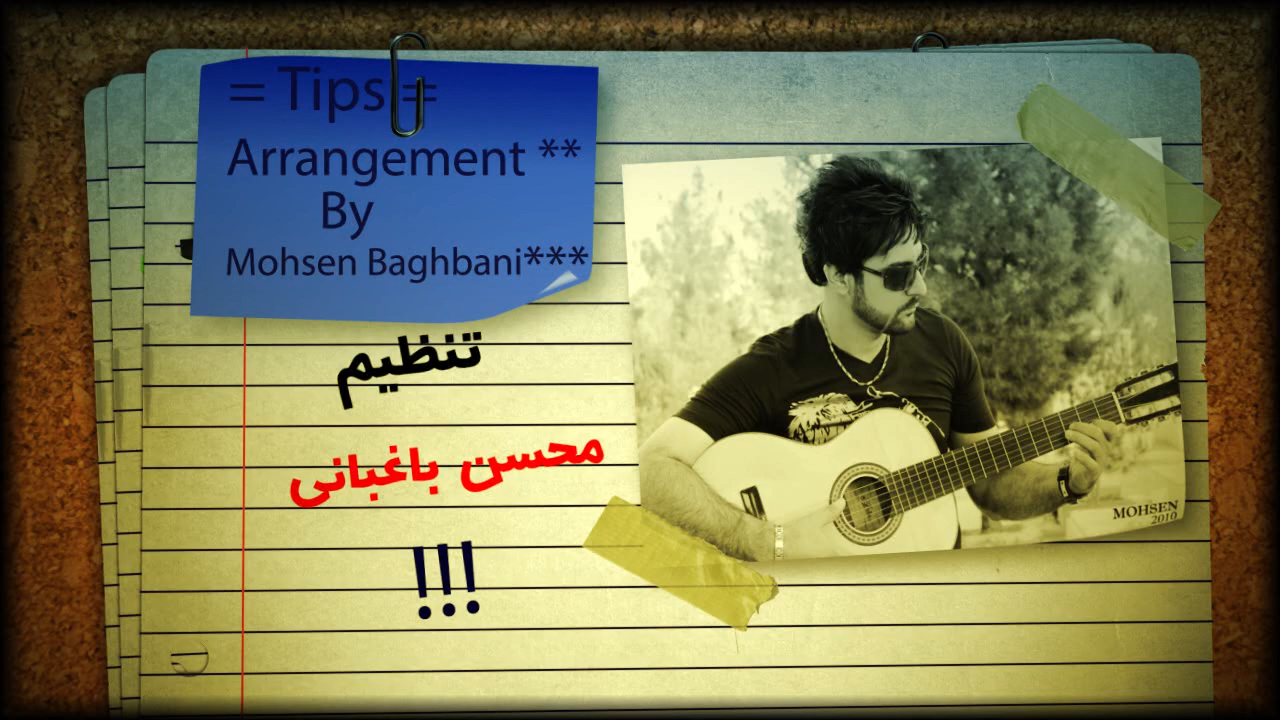 = Tips =
Arrangement **
By
Mohsen Baghbani***
تنظیم
محسن باغبانی
!!!
MOHSEN
2010